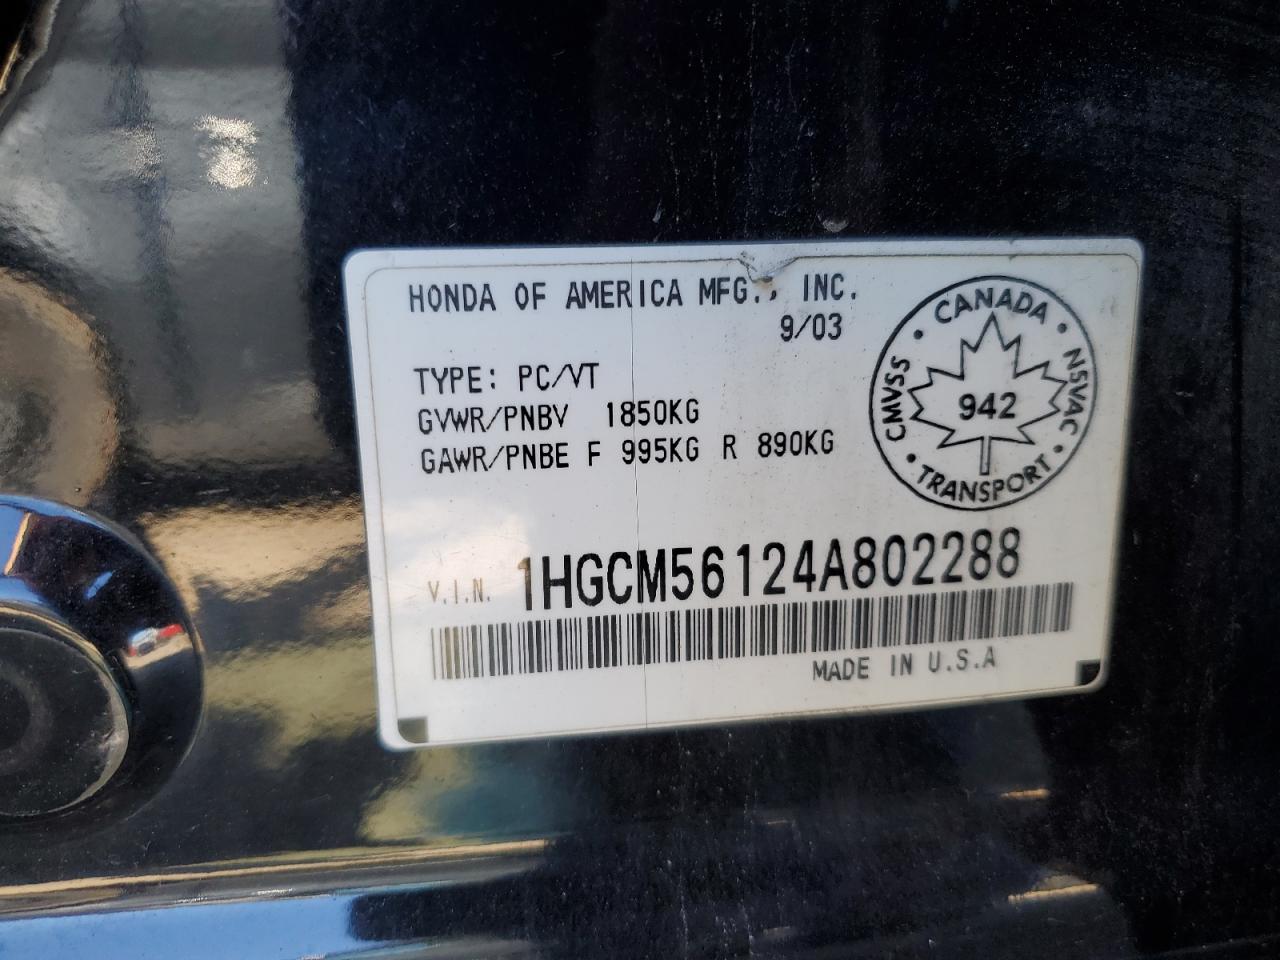 HONDA OF AMERICA MFG., INC.
9/03
TYPE: PC/VT
GVWR/PNBV 1850KG
GAWR/PNBE F 995KG R 890KG
CANADA
CMVSS
942
NSVAC
TRANSPORT
V.I.N. 1HGCM56124A802288
MADE IN U.S.A